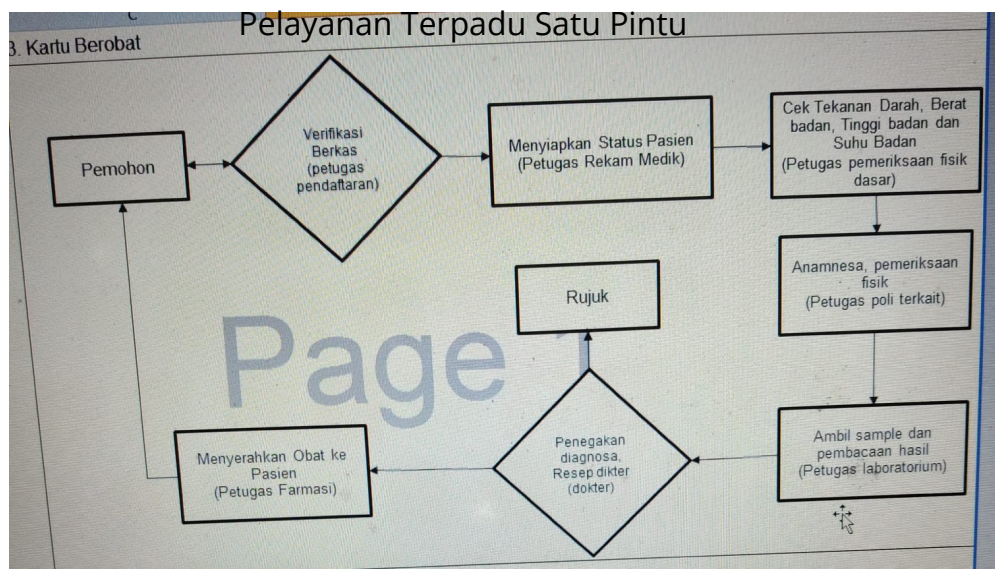 Pelayanan Terpadu Satu Pintu
3. Kartu Berobat
Pemohon
Verifikasi
Berkas
(petugas
pendaftaran)
Menyiapkan Status Pasien
(Petugas Rekam Medik)
Cek Tekanan Darah, Berat
badan, Tinggi badan dan
Suhu Badan
(Petugas pemeriksaan fisik
dasar)
Anamnesa, pemeriksaan
fisik
(Petugas poli terkait)
Rujuk
Page 1
Ambil sample dan
pembacaan hasil
(Petugas laboratorium)
Penegakan
diagnosa,
Resep dikter
(dokter)
Menyerahkan Obat ke
Pasien
(Petugas Farmasi)